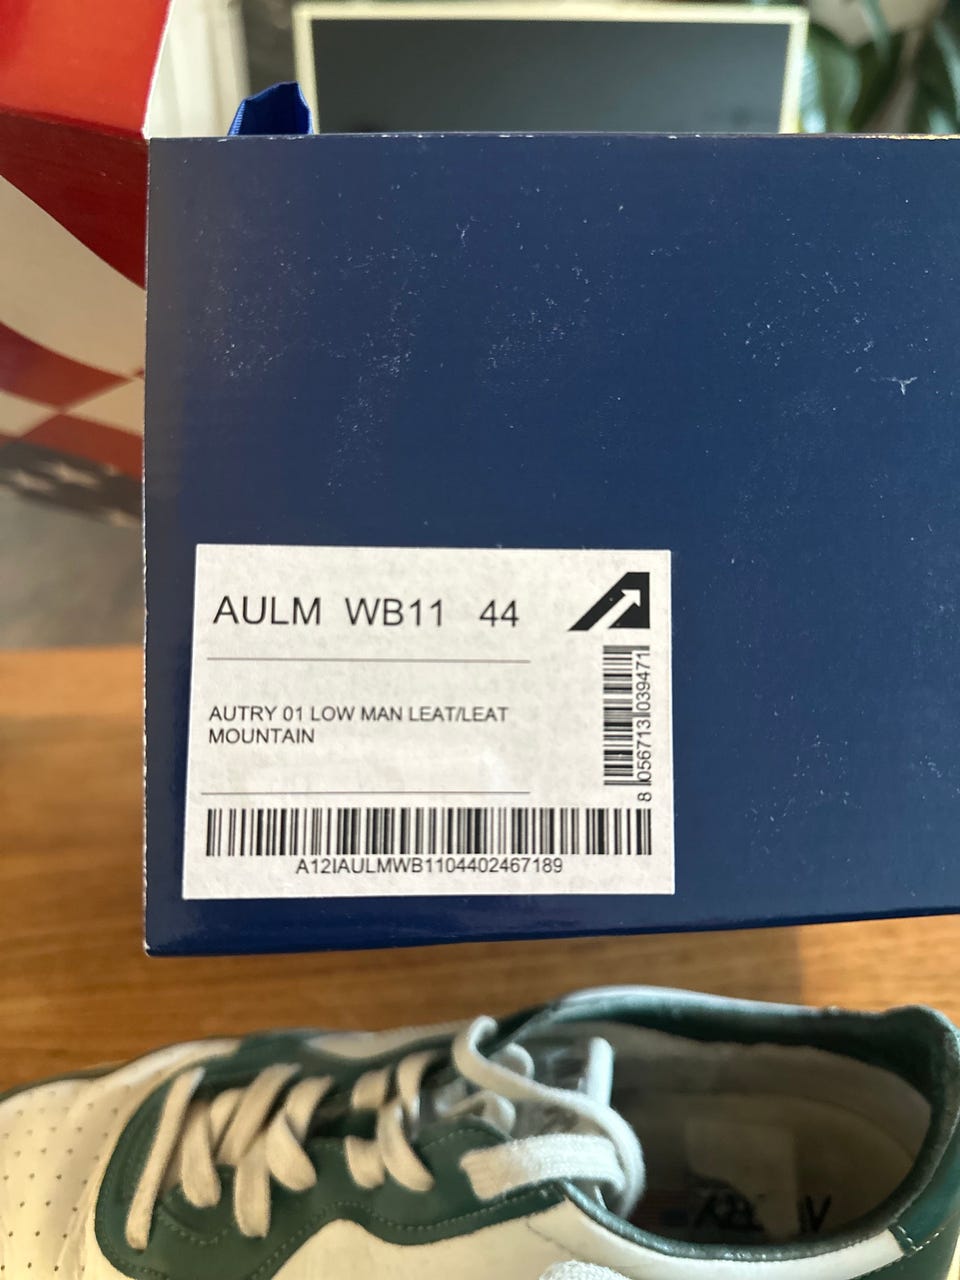 AULM WB11 44
AUTRY 01 LOW MAN LEAT/LEAT
MOUNTAIN
8 056713 039471
A12IAULMWB1104402467189